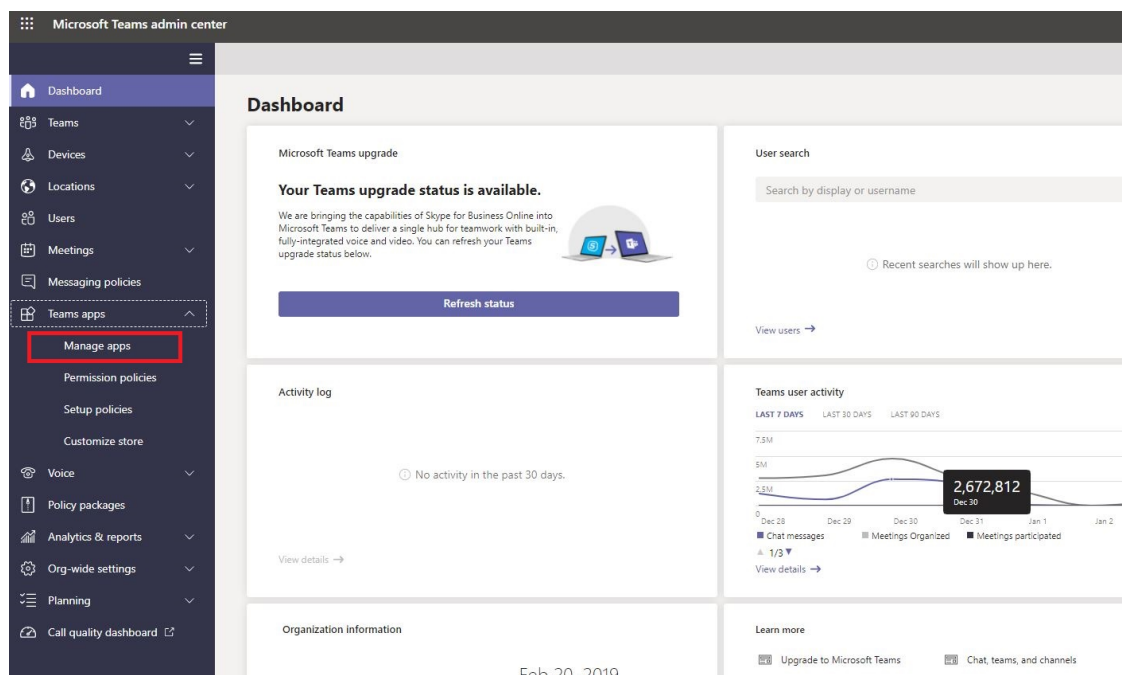 Microsoft Teams admin center
Dashboard
Teams
Devices
Locations
Users
Meetings
Messaging policies
Teams apps
Manage apps
Permission policies
Setup policies
Customize store
Voice
Policy packages
Analytics & reports
Org-wide settings
Planning
Call quality dashboard
Dashboard
Microsoft Teams upgrade
Your Teams upgrade status is available.
We are bringing the capabilities of Skype for Business Online into
Microsoft Teams to deliver a single hub for teamwork with built-in,
fully-integrated voice and video. You can refresh your Teams
upgrade status below.
Refresh status
User search
Search by display or username
Recent searches will show up here.
View users →
Activity log
No activity in the past 30 days.
View details →
Teams user activity
LAST 7 DAYS LAST 30 DAYS LAST 90 DAYS
7.5M
5M
2.5M
0
2,672,812
Dec 30
Dec 28 Dec 29 Dec 30 Dec 31 Jan 1 Jan 2
Chat messages Meetings Organized Meetings participated
1/3
View details →
Organization information
Feb 20, 2019
Learn more
Upgrade to Microsoft Teams Chat, teams, and channels